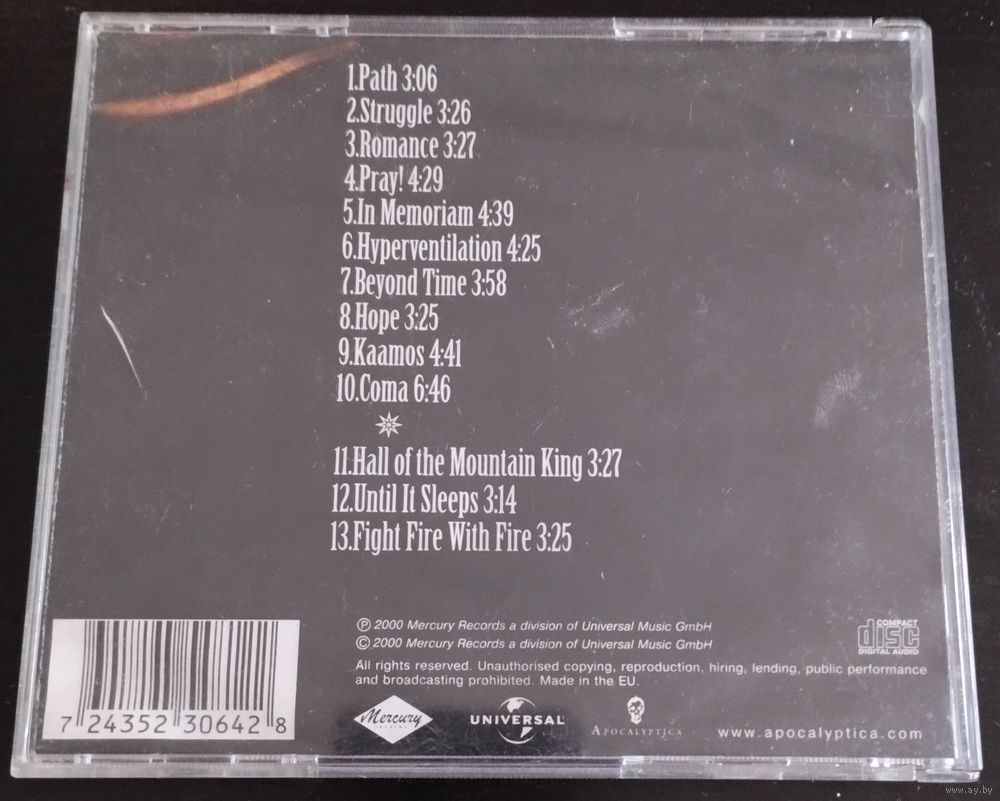 1.Path 3:06
2.Struggle 3:26
3.Romance 3:27
4.Pray! 4:29
5.In Memoriam 4:39
6.Hyperventilation 4:25
7.Beyond Time 3:58
8.Hope 3:25
9.Kaamos 4:41
10.Coma 6:46
11.Hall of the Mountain King 3:27
12.Until It Sleeps 3:14
13.Fight Fire With Fire 3:25
Ⓟ 2000 Mercury Records a division of Universal Music GmbH
© 2000 Mercury Records a division of Universal Music GmbH
All rights reserved. Unauthorised copying, reproduction, hiring, lending, public performance
and broadcasting prohibited. Made in the EU.
COMPACT
disc
DIGITAL AUDIO
7 24352 30642 8
Mercury
UNIVERSAL
APOCALYPTICA
www.apocalyptica.com
www.ay.by